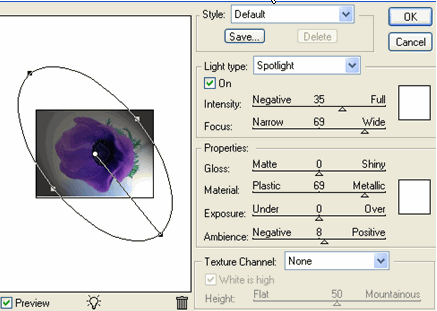 Style: Default
OK
Save...
Delete
Cancel
Light type: Spotlight
On
Intensity: Negative 35 Full
Focus: Narrow 69 Wide
Properties:
Gloss: Matte 0 Shiny
Material: Plastic 69 Metallic
Exposure: Under 0 Over
Ambience: Negative 8 Positive
Texture Channel: None
White is high
Height: Flat 50 Mountainous
Preview